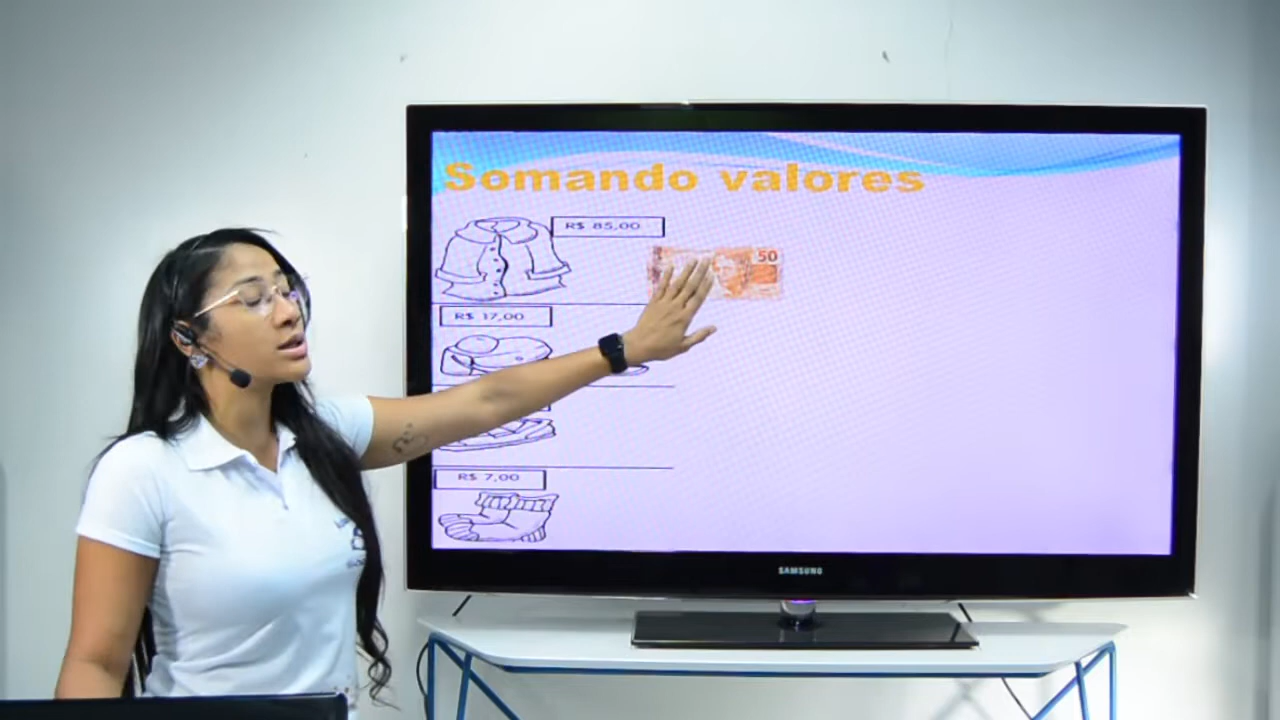 Somando valores
R$ 85,00
50
R$ 17,00
R$ 7,00
SAMSUNG